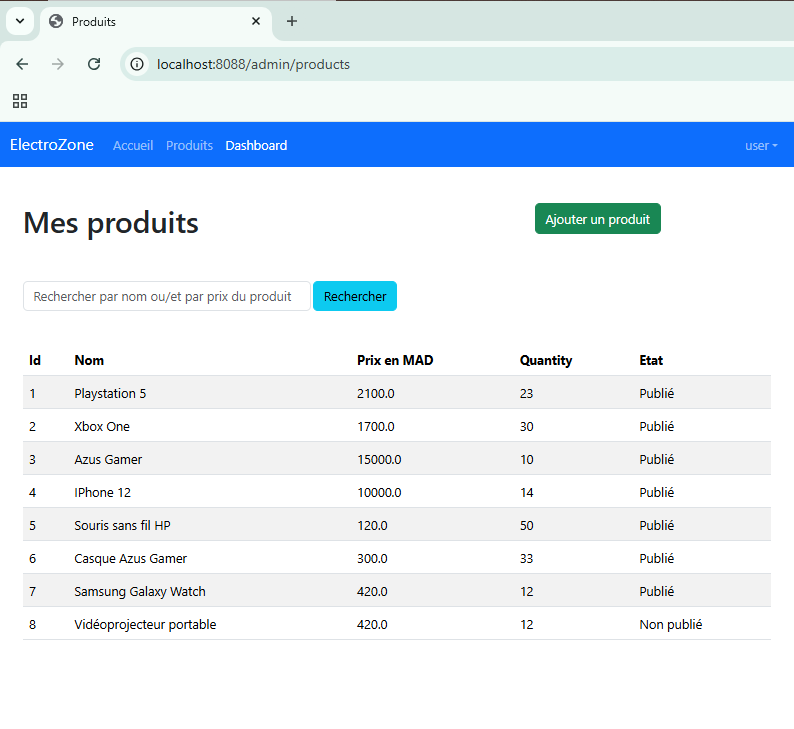 Produits
localhost:8088/admin/products
ElectroZone Accueil Produits Dashboard user
Mes produits Ajouter un produit
Rechercher par nom ou/et par prix du produit Rechercher
Id Nom Prix en MAD Quantity Etat
1 Playstation 5 2100.0 23 Publié
2 Xbox One 1700.0 30 Publié
3 Azus Gamer 15000.0 10 Publié
4 IPhone 12 10000.0 14 Publié
5 Souris sans fil HP 120.0 50 Publié
6 Casque Azus Gamer 300.0 33 Publié
7 Samsung Galaxy Watch 420.0 12 Publié
8 Vidéoprojecteur portable 420.0 12 Non publié